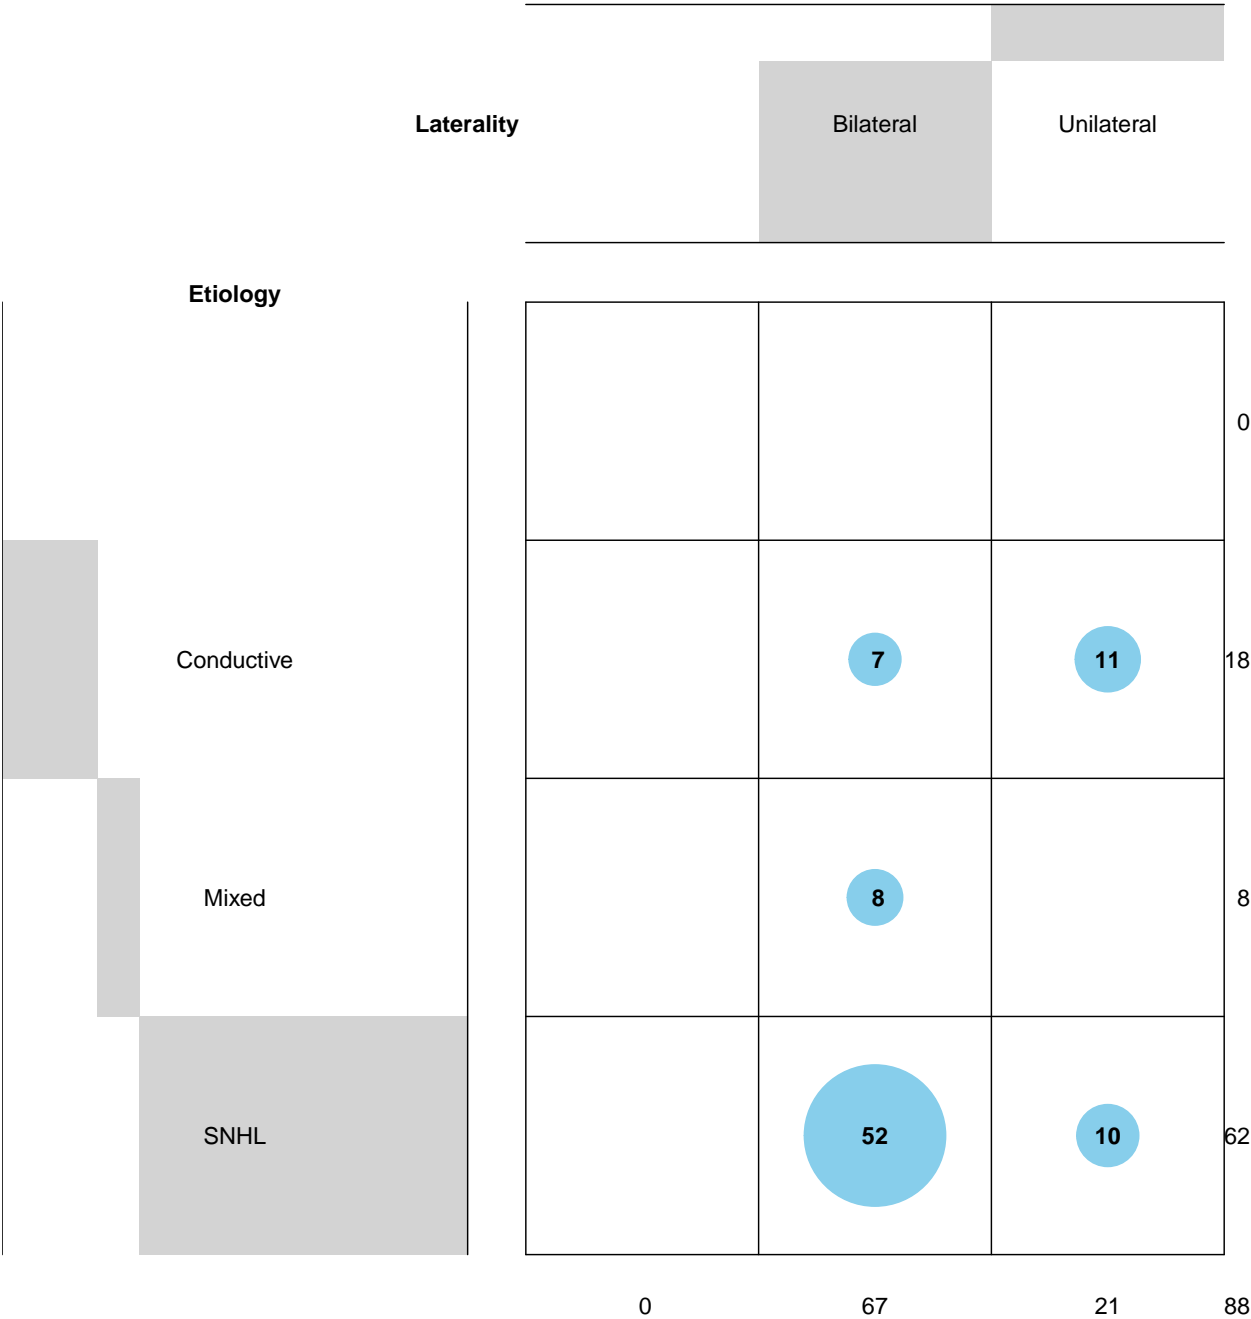 Laterality Bilateral Unilateral
Etiology
0
Conductive 7 11 18
Mixed 8 8
SNHL 52 10 62
0 67 21 88